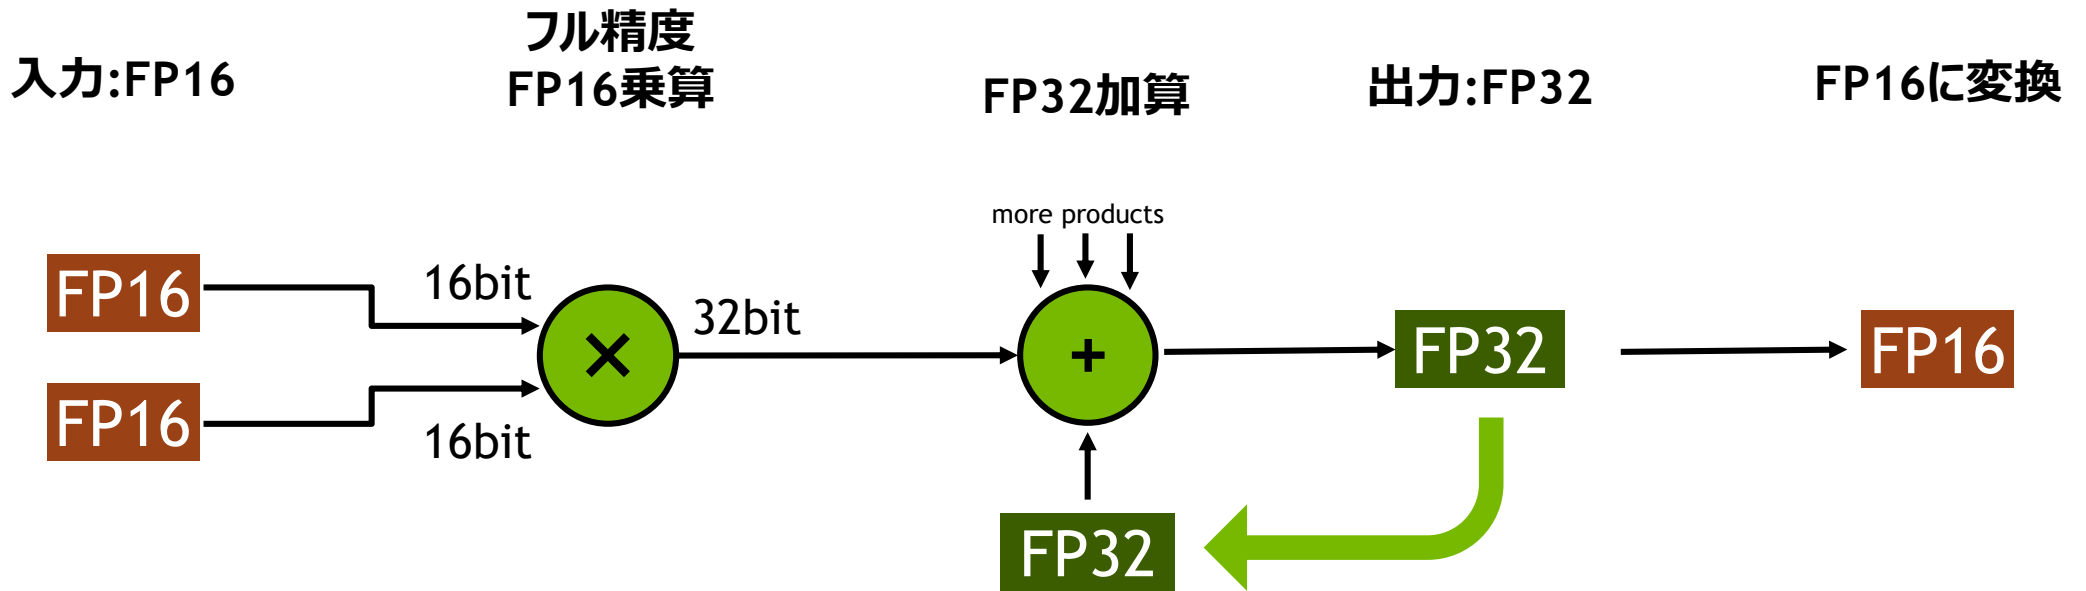 入力:FP16
フル精度
FP16乗算
FP32加算
出力:FP32
FP16に変換
more products
FP16
16bit
×
32bit
+
FP32
FP16
FP16
16bit
FP32